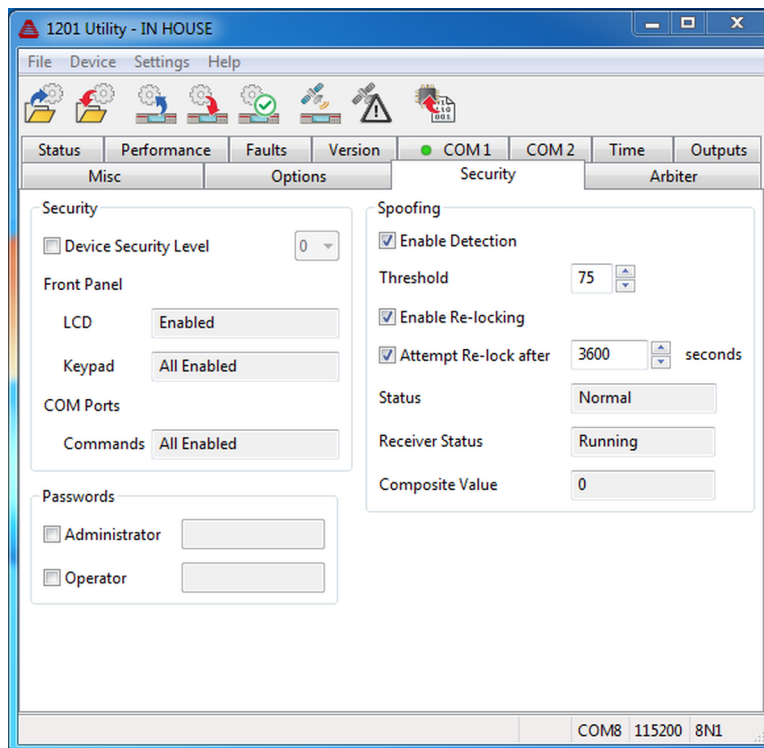 1201 Utility - IN HOUSE
File Device Settings Help
Status Performance Faults Version COM 1 COM 2 Time Outputs
Misc Options Security Arbiter
Security
Device Security Level 0
Front Panel
LCD Enabled
Keypad All Enabled
COM Ports
Commands All Enabled
Passwords
Administrator
Operator
Spoofing
Enable Detection
Threshold 75
Enable Re-locking
Attempt Re-lock after 3600 seconds
Status Normal
Receiver Status Running
Composite Value 0
COM8 115200 8N1